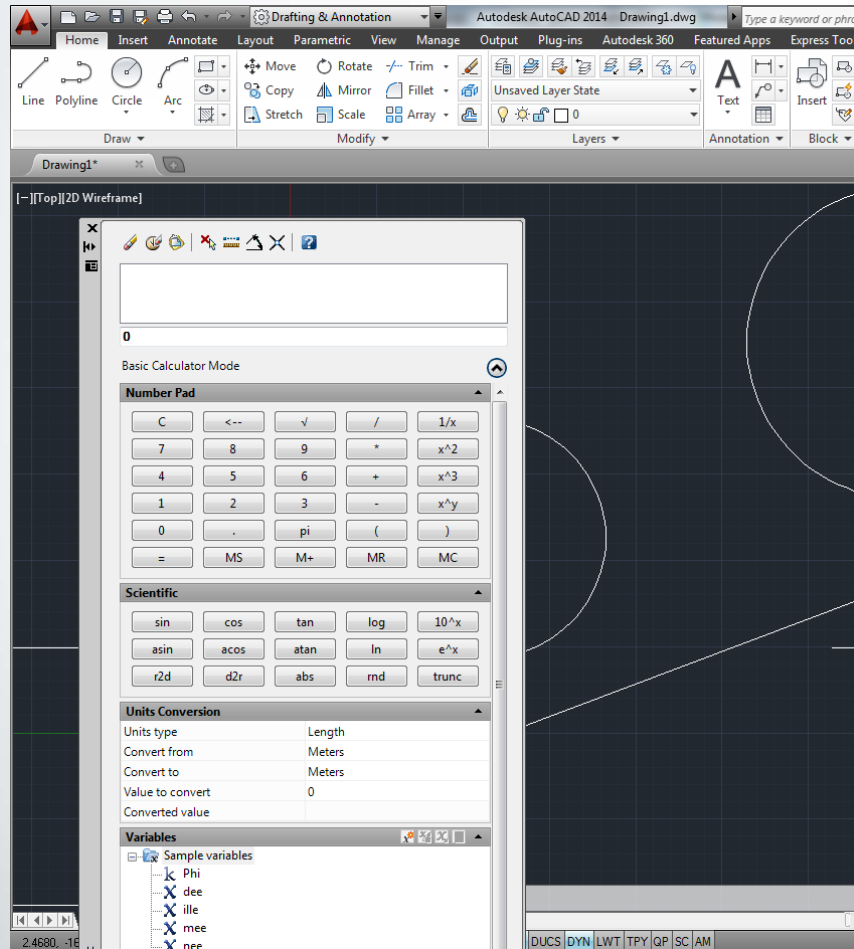 Drafting & Annotation
Autodesk AutoCAD 2014 Drawing1.dwg
Type a keyword or phra
Home Insert Annotate Layout Parametric View Manage Output Plug-ins Autodesk 360 Featured Apps Express Too
Move Rotate Trim
Copy Mirror Fillet Unsaved Layer State
Line Polyline Circle Arc Text Insert
Stretch Scale Array 0
Draw Modify Layers Annotation Block
Drawing1*
[−][Top][2D Wireframe]
0
Basic Calculator Mode
Number Pad
C <-- √ / 1/x
7 8 9 * x^2
4 5 6 + x^3
1 2 3 - x^y
0 . pi ( )
= MS M+ MR MC
Scientific
sin cos tan log 10^x
asin acos atan ln e^x
r2d d2r abs rnd trunc
Units Conversion
Units type Length
Convert from Meters
Convert to Meters
Value to convert 0
Converted value
Variables
Sample variables
k Phi
X dee
X ille
X mee
X nee
2.4680, -16 DUCS DYN LWT TPY QP SC AM